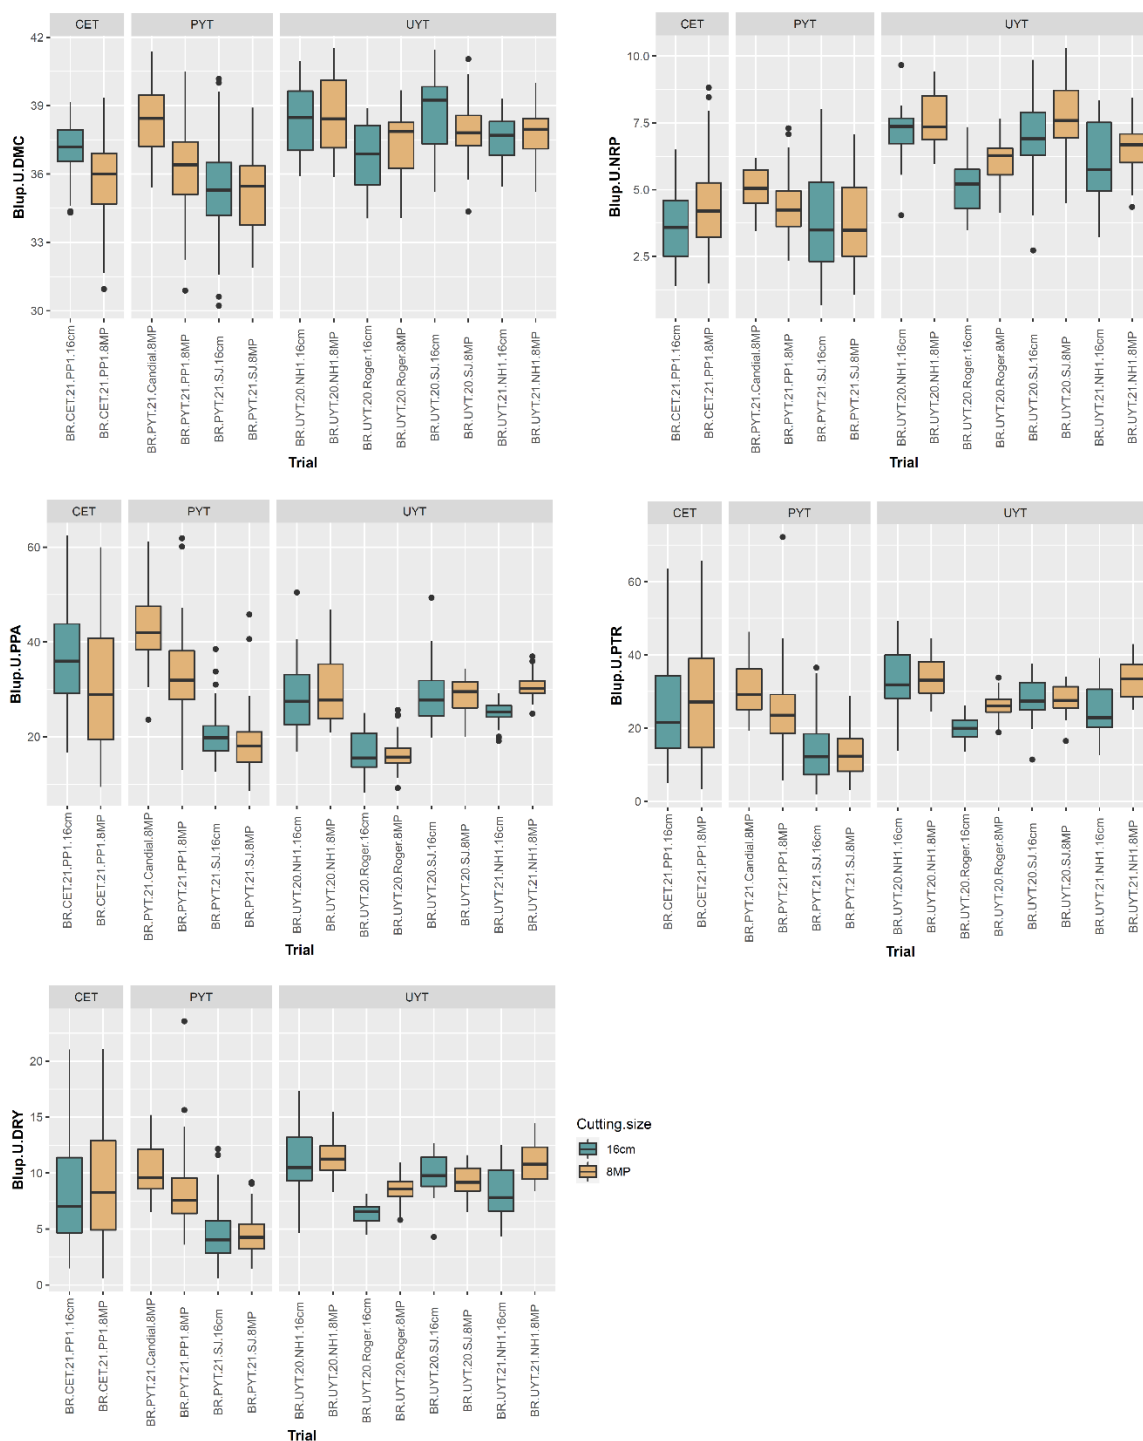 CET PYT UYT
Blup.U.DMC
42
39
36
33
30
BR.CET.21.PP1.16cm
BR.CET.21.PP1.8MP
BR.PYT.21.Candial.8MP
BR.PYT.21.PP1.8MP
BR.PYT.21.SJ.16cm
BR.PYT.21.SJ.8MP
BR.UYT.20.NH1.16cm
BR.UYT.20.NH1.8MP
BR.UYT.20.Roger.16cm
BR.UYT.20.Roger.8MP
BR.UYT.20.SJ.16cm
BR.UYT.20.SJ.8MP
BR.UYT.21.NH1.16cm
BR.UYT.21.NH1.8MP
Trial
CET PYT UYT
Blup.U.NRP
10.0
7.5
5.0
2.5
BR.CET.21.PP1.16cm
BR.CET.21.PP1.8MP
BR.PYT.21.Candial.8MP
BR.PYT.21.PP1.8MP
BR.PYT.21.SJ.16cm
BR.PYT.21.SJ.8MP
BR.UYT.20.NH1.16cm
BR.UYT.20.NH1.8MP
BR.UYT.20.Roger.16cm
BR.UYT.20.Roger.8MP
BR.UYT.20.SJ.16cm
BR.UYT.20.SJ.8MP
BR.UYT.21.NH1.16cm
BR.UYT.21.NH1.8MP
Trial
CET PYT UYT
Blup.U.PPA
60
40
20
BR.CET.21.PP1.16cm
BR.CET.21.PP1.8MP
BR.PYT.21.Candial.8MP
BR.PYT.21.PP1.8MP
BR.PYT.21.SJ.16cm
BR.PYT.21.SJ.8MP
BR.UYT.20.NH1.16cm
BR.UYT.20.NH1.8MP
BR.UYT.20.Roger.16cm
BR.UYT.20.Roger.8MP
BR.UYT.20.SJ.16cm
BR.UYT.20.SJ.8MP
BR.UYT.21.NH1.16cm
BR.UYT.21.NH1.8MP
Trial
CET PYT UYT
Blup.U.PTR
60
40
20
0
BR.CET.21.PP1.16cm
BR.CET.21.PP1.8MP
BR.PYT.21.Candial.8MP
BR.PYT.21.PP1.8MP
BR.PYT.21.SJ.16cm
BR.PYT.21.SJ.8MP
BR.UYT.20.NH1.16cm
BR.UYT.20.NH1.8MP
BR.UYT.20.Roger.16cm
BR.UYT.20.Roger.8MP
BR.UYT.20.SJ.16cm
BR.UYT.20.SJ.8MP
BR.UYT.21.NH1.16cm
BR.UYT.21.NH1.8MP
Trial
CET PYT UYT
Blup.U.DRY
20
15
10
5
0
BR.CET.21.PP1.16cm
BR.CET.21.PP1.8MP
BR.PYT.21.Candial.8MP
BR.PYT.21.PP1.8MP
BR.PYT.21.SJ.16cm
BR.PYT.21.SJ.8MP
BR.UYT.20.NH1.16cm
BR.UYT.20.NH1.8MP
BR.UYT.20.Roger.16cm
BR.UYT.20.Roger.8MP
BR.UYT.20.SJ.16cm
BR.UYT.20.SJ.8MP
BR.UYT.21.NH1.16cm
BR.UYT.21.NH1.8MP
Trial
Cutting.size
16cm
8MP